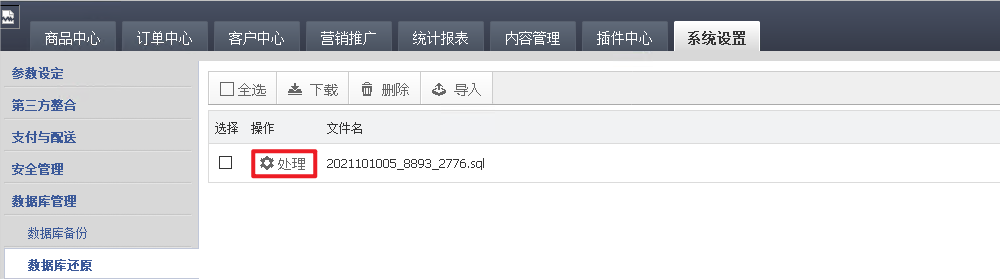 商品中心 订单中心 客户中心 营销推广 统计报表 内容管理 插件中心 系统设置
参数设定
第三方整合
支付与配送
安全管理
数据库管理
数据库备份
数据库还原
全选 下载 删除 导入
选择 操作 文件名
处理 2021101005_8893_2776.sql